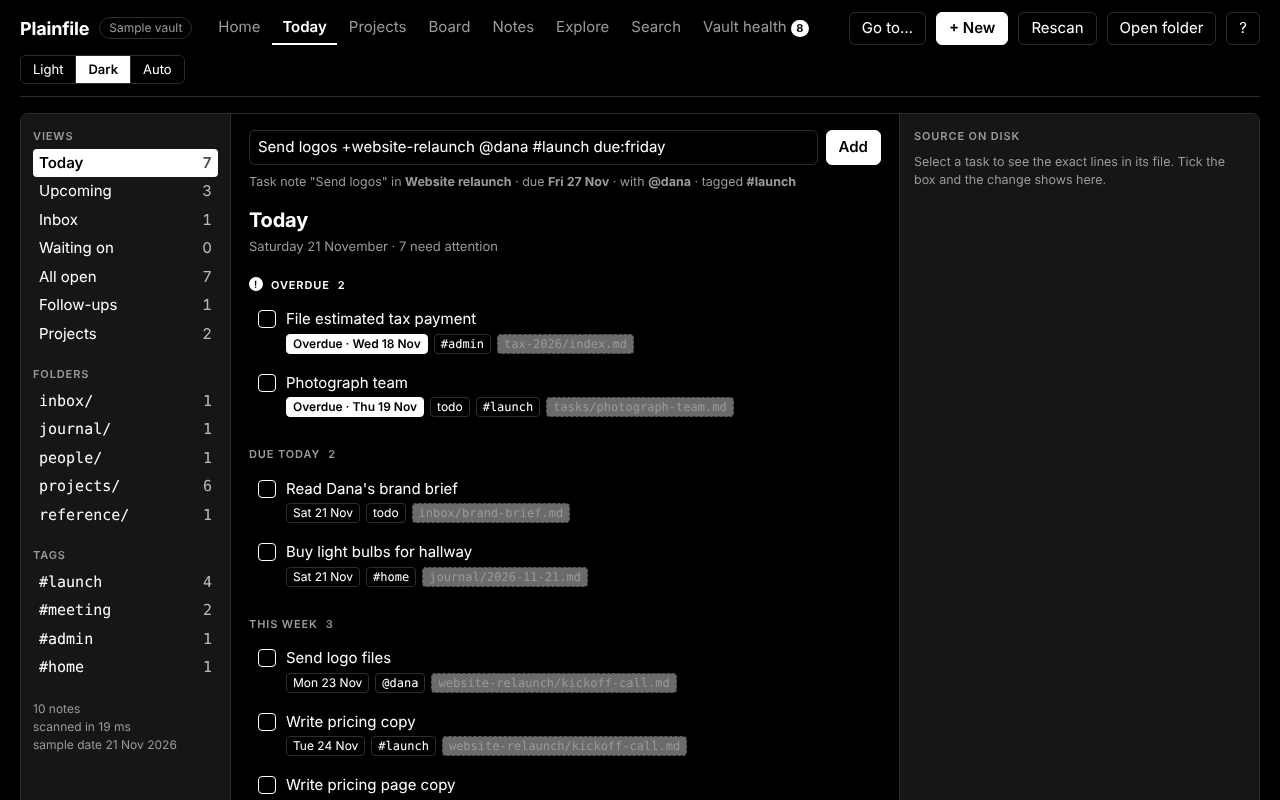 Plainfile Sample vault Home Today Projects Board Notes Explore Search Vault health 8 Go to... + New Rescan Open folder ?
Light Dark Auto
VIEWS
Today 7
Upcoming 3
Inbox 1
Waiting on 0
All open 7
Follow-ups 1
Projects 2
FOLDERS
inbox/ 1
journal/ 1
people/ 1
projects/ 6
reference/ 1
TAGS
#launch 4
#meeting 2
#admin 1
#home 1
10 notes
scanned in 19 ms
sample date 21 Nov 2026
Send logos +website-relaunch @dana #launch due:friday Add
Task note "Send logos" in Website relaunch · due Fri 27 Nov · with @dana · tagged #launch
Today
Saturday 21 November · 7 need attention
! OVERDUE 2
File estimated tax payment
Overdue · Wed 18 Nov #admin tax-2026/index.md
Photograph team
Overdue · Thu 19 Nov todo #launch tasks/photograph-team.md
DUE TODAY 2
Read Dana's brand brief
Sat 21 Nov todo inbox/brand-brief.md
Buy light bulbs for hallway
Sat 21 Nov #home journal/2026-11-21.md
THIS WEEK 3
Send logo files
Mon 23 Nov @dana website-relaunch/kickoff-call.md
Write pricing copy
Tue 24 Nov #launch website-relaunch/kickoff-call.md
Write pricing page copy
SOURCE ON DISK
Select a task to see the exact lines in its file. Tick the
box and the change shows here.